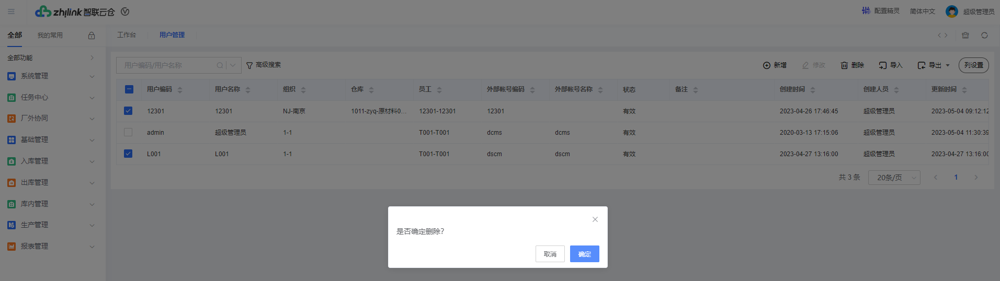 zhilink 智联云仓
配置精灵 简体中文 超级管理员
全部 我的常用
工作台 用户管理
全部功能
系统管理
任务中心
厂外协同
基础管理
入库管理
出库管理
库内管理
生产管理
报表管理
用户编码/用户名称 高级搜索 新增 修改 删除 导入 导出 列设置
用户编码 用户名称 组织 仓库 员工 外部帐号编码 外部帐号名称 状态 备注 创建时间 创建人员 更新时间
12301 12301 NJ-南京 1011-zyq-原材料0... 12301-12301 12301 有效 2023-04-26 17:46:45 超级管理员 2023-05-04 09:12:12
admin 超级管理员 1-1 T001-T001 dcms dcms 有效 2020-03-13 17:15:06 超级管理员 2023-05-04 11:30:39
L001 L001 1-1 T001-T001 dscm dscm 有效 2023-04-27 13:16:00 超级管理员 2023-04-27 13:16:00
共 3 条 20条/页 1
是否确定删除?
取消 确定